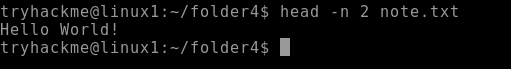 tryhackme@linux1:~/folder4$ head -n 2 note.txt
Hello World!
tryhackme@linux1:~/folder4$